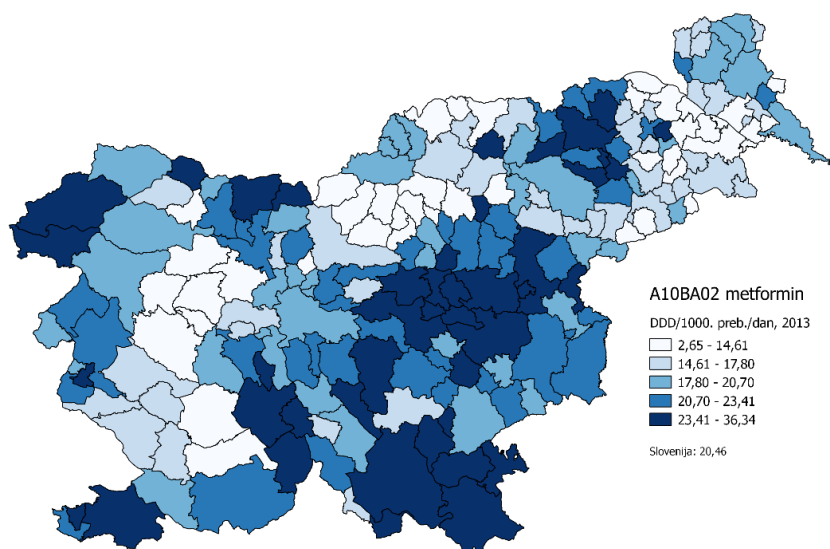 A10BA02 metformin
DDD/1000. preb./dan, 2013
2,65 - 14,61
14,61 - 17,80
17,80 - 20,70
20,70 - 23,41
23,41 - 36,34
Slovenija: 20,46